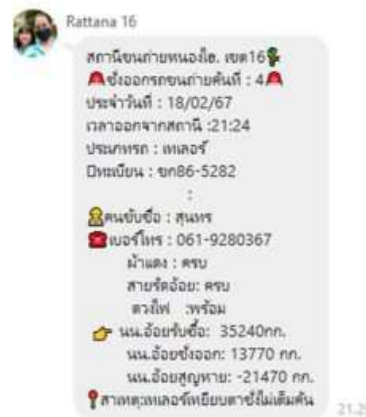 Rattana 16
สถานีขนถ่ายหนองไฮ. เขต16
ชั่งออกรถขนถ่ายคันที่ : 4
ประจำวันที่ : 18/02/67
เวลาออกจากสถานี :21:24
ประเภทรถ : เทเลอร์
ทะเบียน : ขก86-5282
:
คนขับชื่อ : สุนทร
เบอร์โทร : 061-9280367
ผ้าแดง : ครบ
สายรัดอ้อย: ครบ
ดวงไฟ :พร้อม
นน.อ้อยรับซื้อ: 35240กก.
นน.อ้อยชั่งออก: 13770 กก.
นน.อ้อยสูญหาย: -21470 กก.
สาเหตุ:เทเลอร์เหยียบตาชั่งไม่เต็มคัน